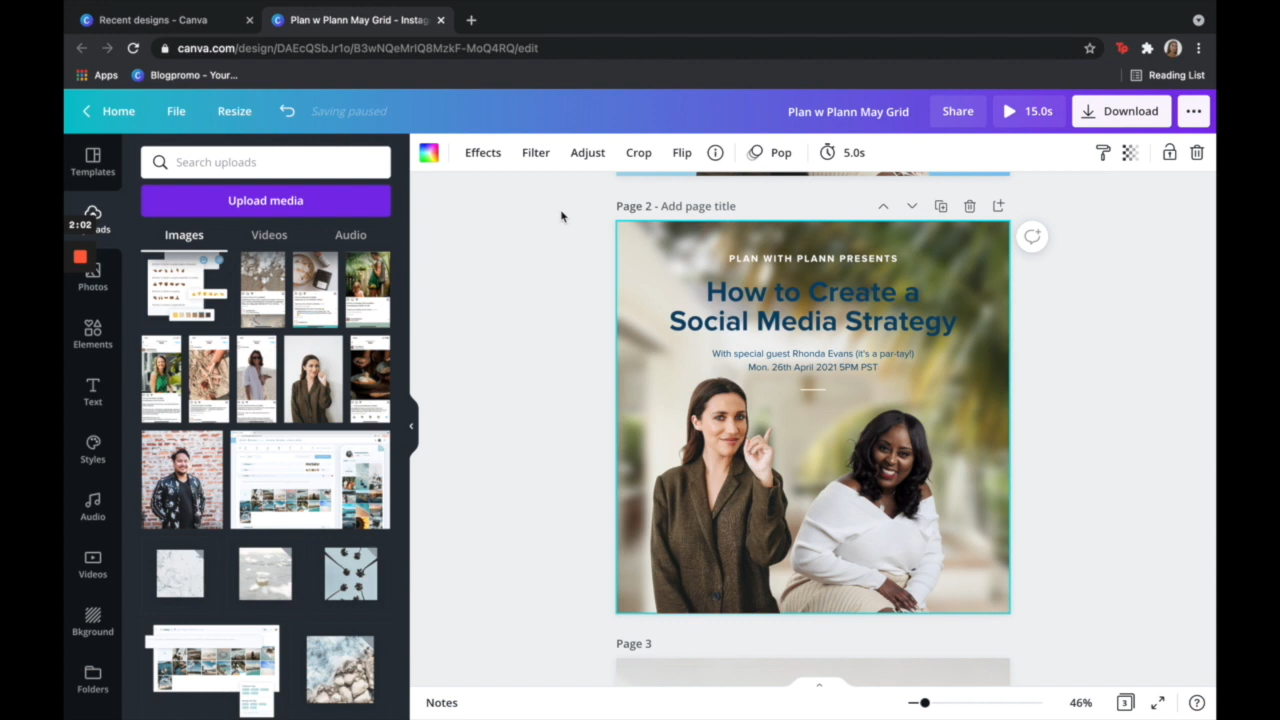 Recent designs - Canva
Plan w Plann May Grid - Instag
canva.com/design/DAEcQSbJr1o/B3wNQeMrIQ8MzkF-MoQ4RQ/edit
Tp
Apps
Blogpromo - Your...
Reading List
Home
File
Resize
Saving paused
Plan w Plann May Grid
Share
15.0s
Download
Templates
Search uploads
Effects
Filter
Adjust
Crop
Flip
Pop
5.0s
Upload media
2:02
Images
Videos
Audio
Page 2 - Add page title
Photos
Elements
Text
Styles
Audio
Videos
Bkground
Folders
PLAN WITH PLANN PRESENTS
How to Create a
Social Media Strategy
With special guest Rhonda Evans (it's a par-tay!)
Mon. 26th April 2021 5PM PST
Page 3
Notes
46%
3